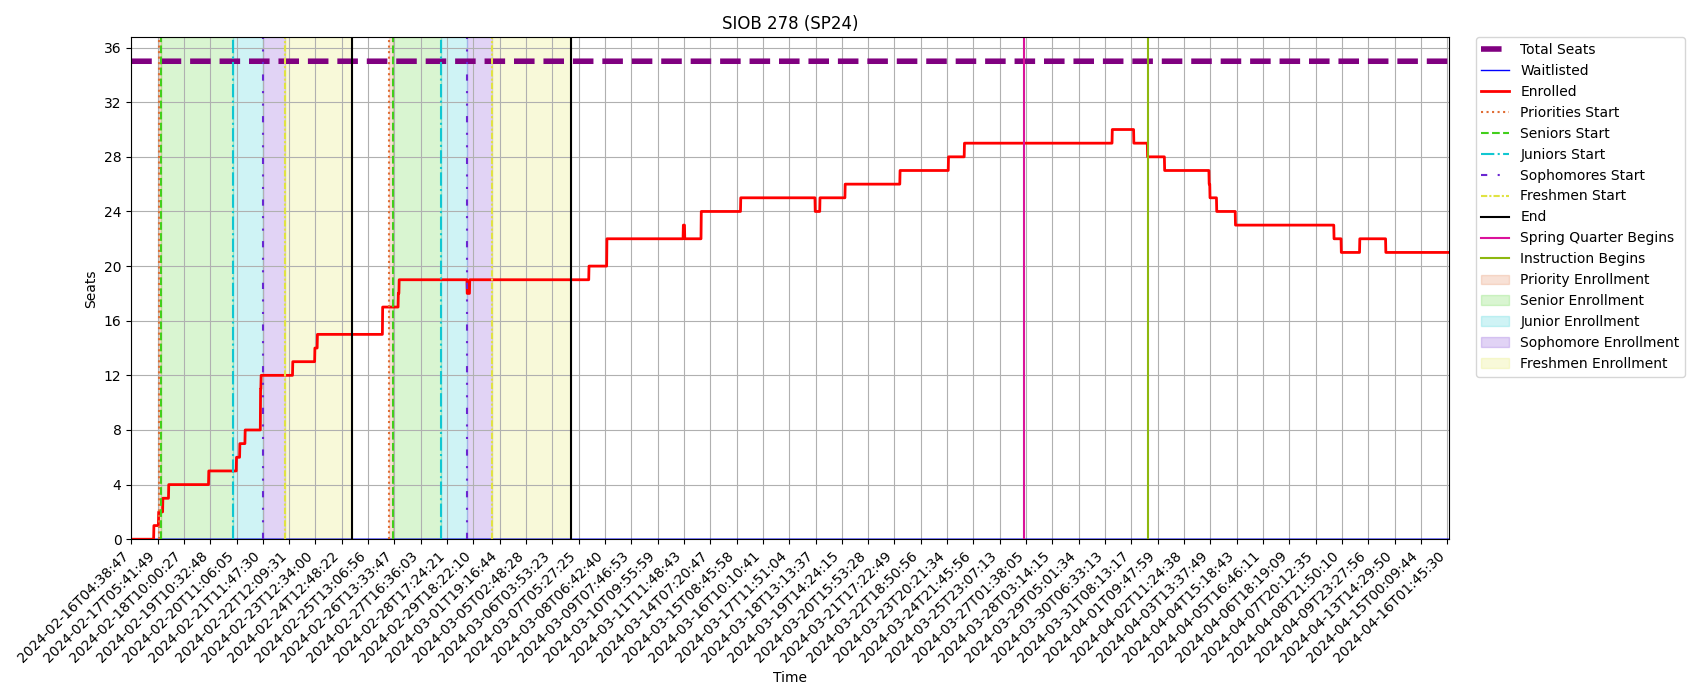 SIOB 278 (SP24)
Seats
36
32
28
24
20
16
12
8
4
0
2024-02-16T04:38:47
2024-02-17T05:41:49
2024-02-18T10:00:27
2024-02-19T10:32:48
2024-02-20T11:06:05
2024-02-21T11:47:30
2024-02-22T12:09:31
2024-02-23T12:34:00
2024-02-24T12:48:22
2024-02-25T13:06:56
2024-02-26T13:33:47
2024-02-27T16:36:03
2024-02-28T17:24:21
2024-02-29T18:22:10
2024-03-01T19:16:44
2024-03-05T02:48:28
2024-03-06T03:53:23
2024-03-07T05:27:25
2024-03-08T06:42:40
2024-03-09T07:46:53
2024-03-10T09:55:59
2024-03-11T11:48:43
2024-03-14T07:20:47
2024-03-15T08:45:58
2024-03-16T10:10:41
2024-03-17T11:51:04
2024-03-18T13:13:37
2024-03-19T14:24:15
2024-03-20T15:53:28
2024-03-21T17:22:49
2024-03-22T18:50:56
2024-03-23T20:21:34
2024-03-24T21:45:56
2024-03-25T23:07:13
2024-03-27T01:38:05
2024-03-28T03:14:15
2024-03-29T05:01:34
2024-03-30T06:33:13
2024-03-31T08:13:17
2024-04-01T09:47:59
2024-04-02T11:24:38
2024-04-03T13:37:49
2024-04-04T15:18:43
2024-04-05T16:46:11
2024-04-06T18:19:09
2024-04-07T20:12:35
2024-04-08T21:50:10
2024-04-09T23:27:56
2024-04-13T14:29:50
2024-04-15T00:09:44
2024-04-16T01:45:30
Time
Total Seats
Waitlisted
Enrolled
Priorities Start
Seniors Start
Juniors Start
Sophomores Start
Freshmen Start
End
Spring Quarter Begins
Instruction Begins
Priority Enrollment
Senior Enrollment
Junior Enrollment
Sophomore Enrollment
Freshmen Enrollment